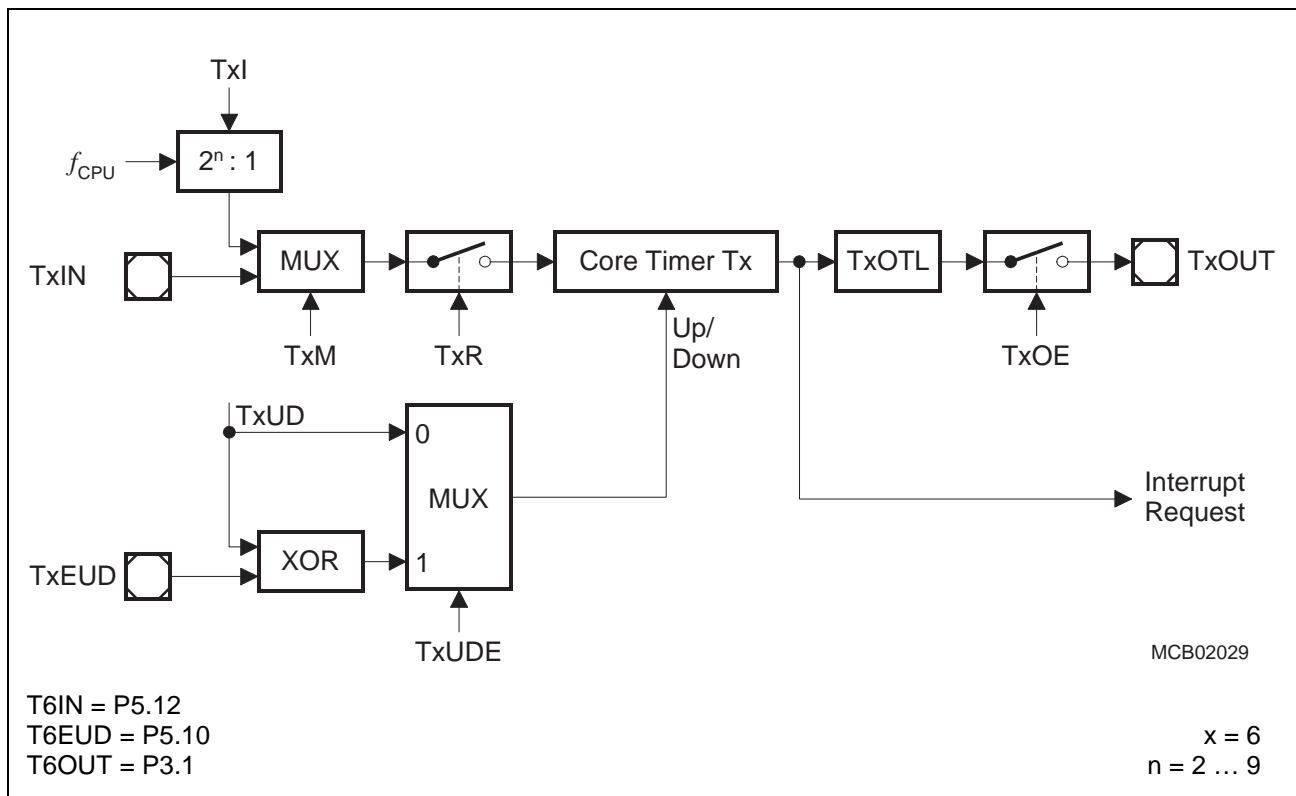 TxI
fCPU
2ⁿ : 1
TxIN
MUX
Core Timer Tx
TxOTL
TxOUT
TxM
TxR
Up/
Down
TxOE
TxUD
0
MUX
Interrupt
Request
TxEUD
XOR
1
TxUDE
MCB02029
T6IN = P5.12
T6EUD = P5.10
x = 6
T6OUT = P3.1
n = 2 … 9